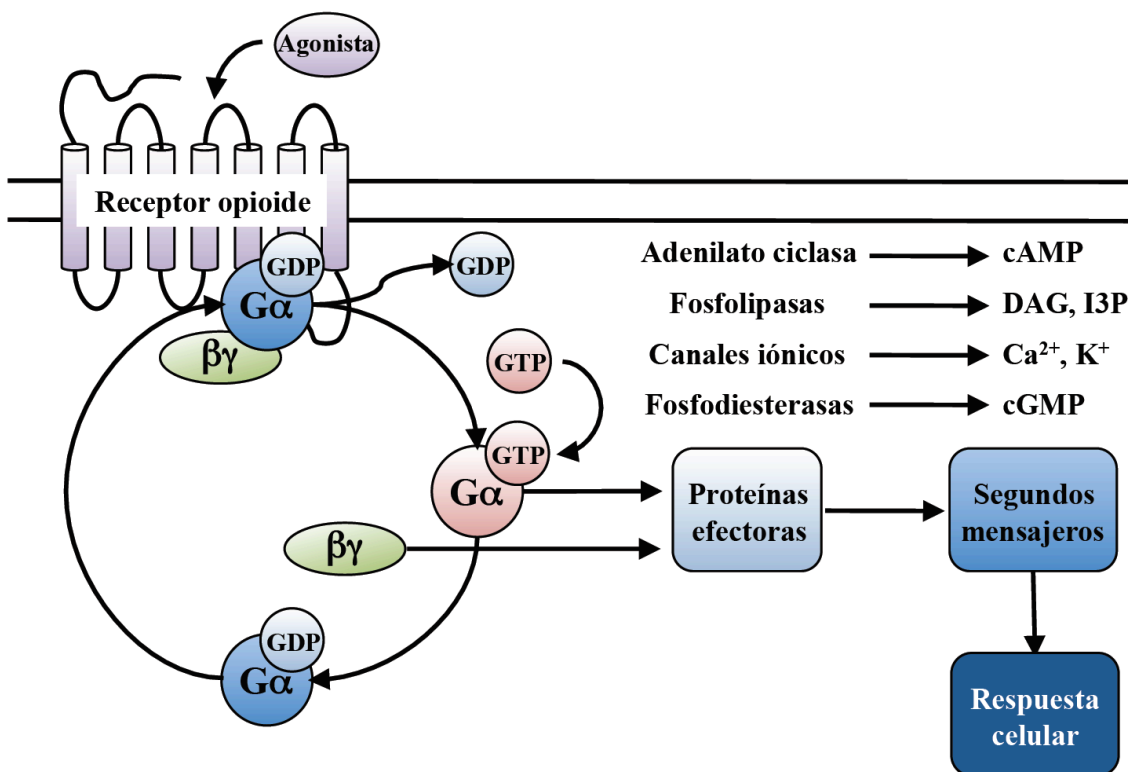 Agonista
Receptor opioide
GDP
GDP
Gα
βγ
Adenilato ciclasa
cAMP
Fosfolipasas
DAG, I3P
Canales iónicos
Ca²⁺, K⁺
Fosfodiesterasas
cGMP
GTP
GTP
Gα
βγ
Proteínas
efectoras
Segundos
mensajeros
GDP
Gα
Respuesta
celular